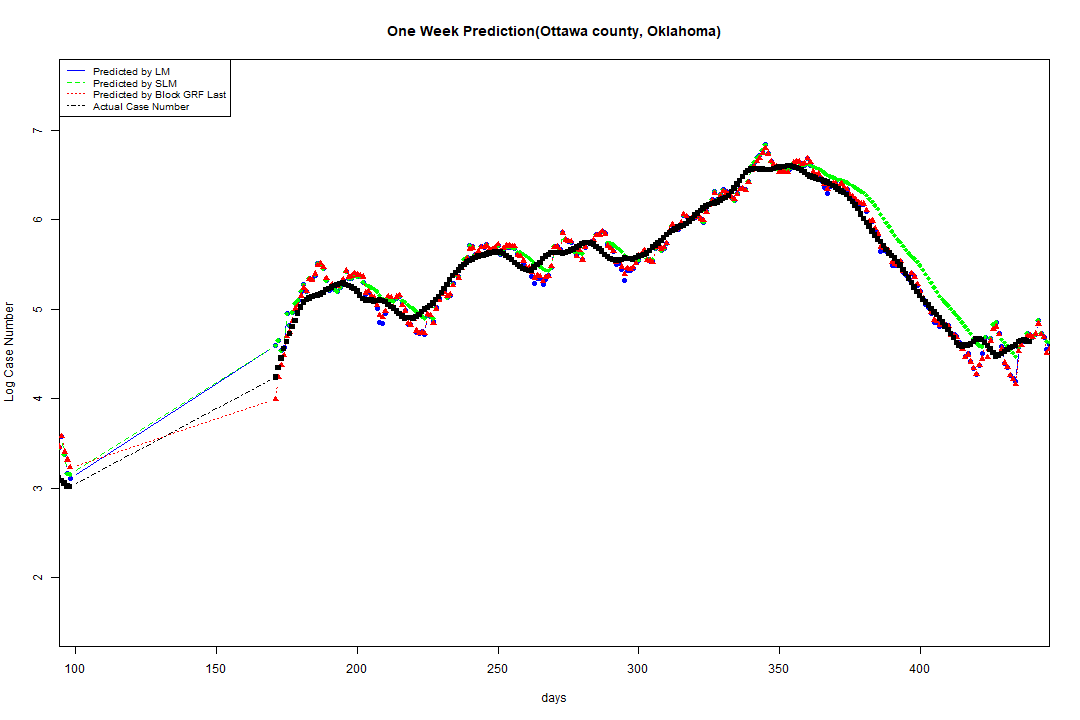 One Week Prediction(Ottawa county, Oklahoma)
Predicted by LM
Predicted by SLM
Predicted by Block GRF Last
Actual Case Number
Log Case Number
7
6
5
4
3
2
100 150 200 250 300 350 400
days